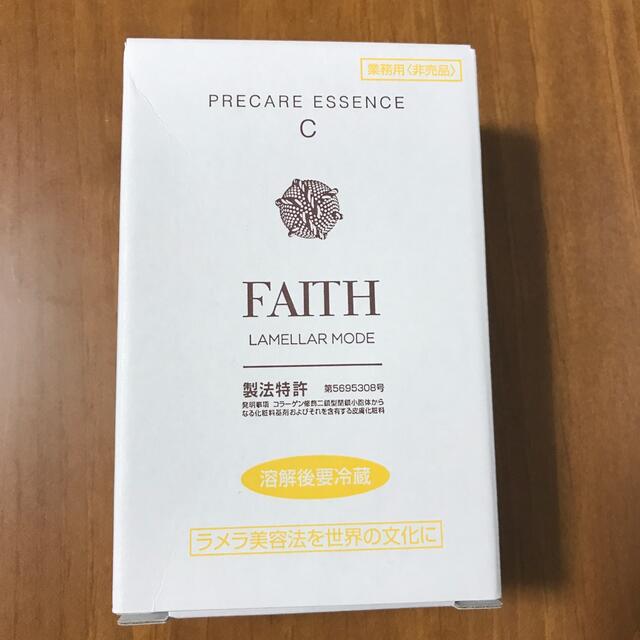 業務用〈非売品〉
PRECARE ESSENCE
C
FAITH
LAMELLAR MODE
製法特許 第5695308号
発明事項:コラーゲン修飾二鎖型閉鎖小胞体から
なる化粧料基剤およびそれを含有する皮膚化粧料
溶解後要冷蔵
ラメラ美容法を世界の文化に